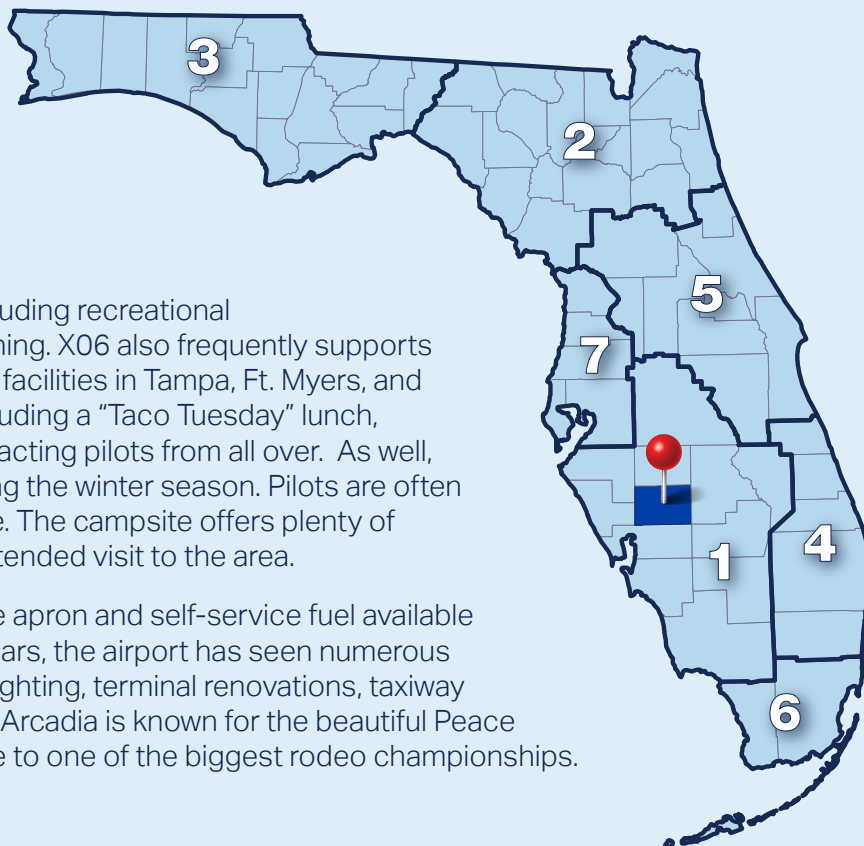 3
2
5
7
4
1
6
uding recreational
ning. X06 also frequently supports
facilities in Tampa, Ft. Myers, and
uding a “Taco Tuesday” lunch,
acting pilots from all over. As well,
ng the winter season. Pilots are often
e. The campsite offers plenty of
tended visit to the area.
e apron and self-service fuel available
ars, the airport has seen numerous
ghting, terminal renovations, taxiway
Arcadia is known for the beautiful Peace
e to one of the biggest rodeo championships.